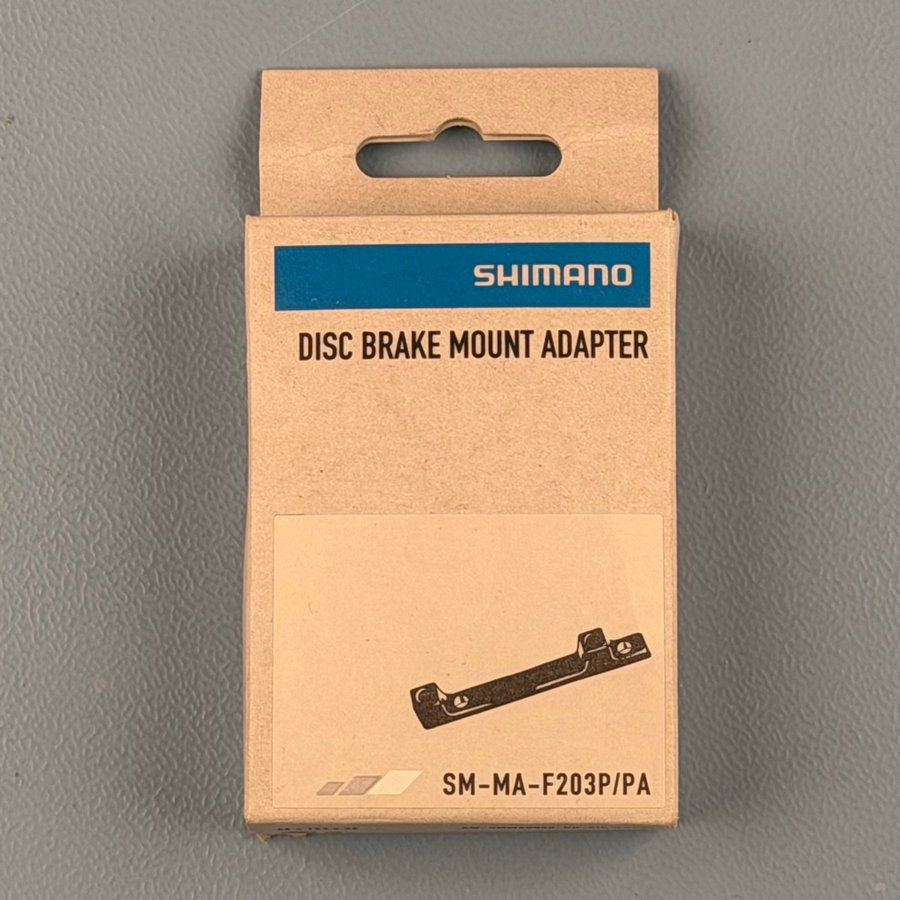 SHIMANO
DISC BRAKE MOUNT ADAPTER
SM-MA-F203P/PA